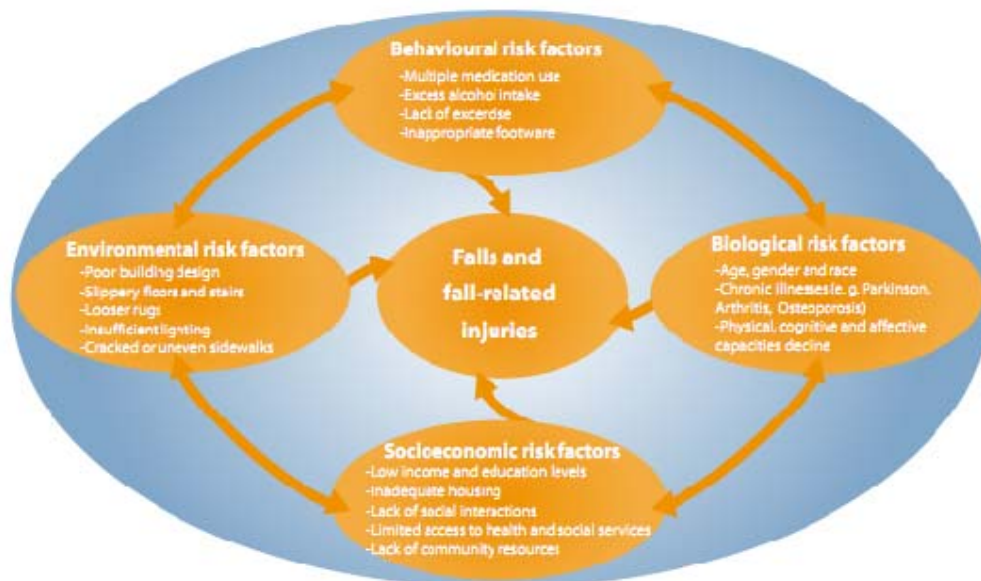 Behavioural risk factors
-Multiple medication use
-Excess alcohol intake
-Lack of excerdise
-Inappropriate footware
Environmental risk factors
-Poor building design
-Slippery floors and stairs
-Looser rugs
-Insufficient lighting
-Cracked or uneven sidewalks
Falls and
fall-related
injuries
Biological risk factors
-Age, gender and race
-Chronic illnesses (e. g. Parkinson,
Arthritis, Osteoporosis)
-Physical, cognitive and affective
capacities decline
Socioeconomic risk factors
-Low income and education levels
-Inadequate housing
-Lack of social interactions
-Limited access to health and social services
-Lack of community resources